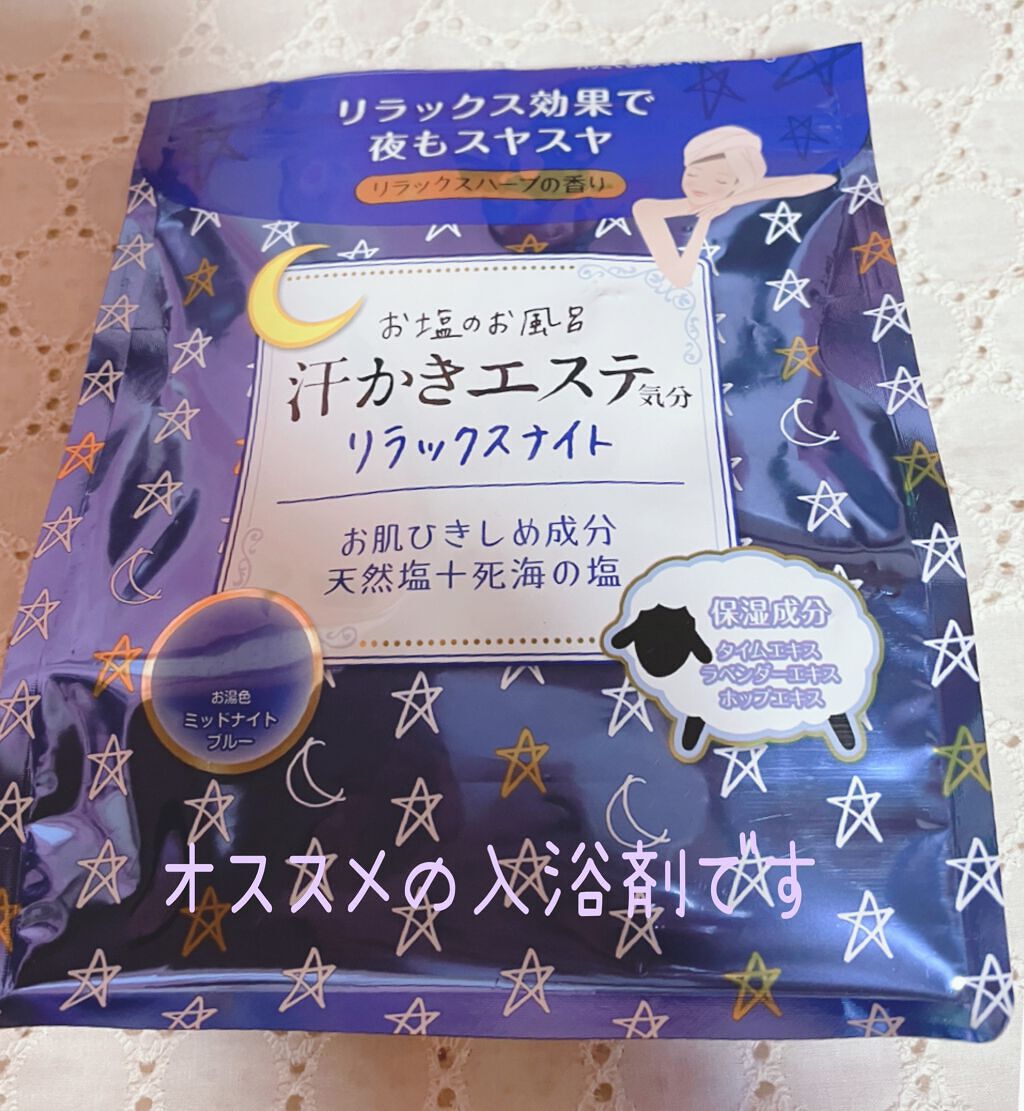 リラックス効果で
夜もスヤスヤ
リラックスハーブの香り
お塩のお風呂
汗かきエステ気分
リラックスナイト
お肌ひきしめ成分
天然塩＋死海の塩
保湿成分
タイムエキス
ラベンダーエキス
ホップエキス
お湯色
ミッドナイト
ブルー
オススメの入浴剤です